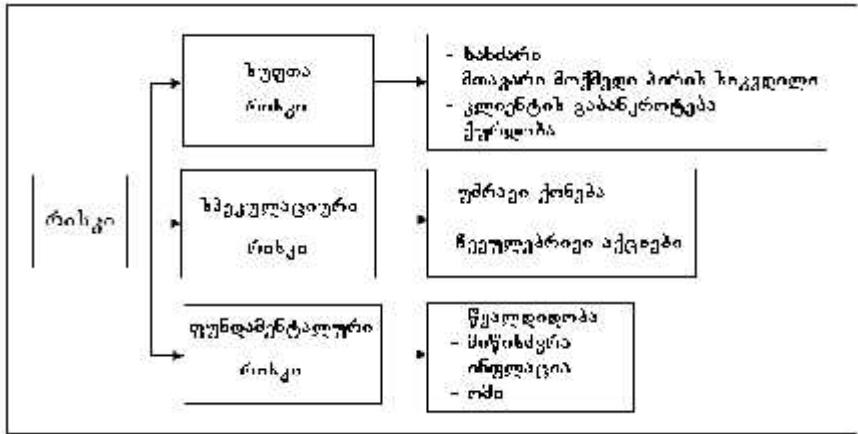 რისკი
სუფთა
რისკი
- ხანძარი
მთავარი მოქმედი პირის სიკვდილი
- კლიენტის გაბანკროტება
ქურდობა
სპეკულაციური
რისკი
უძრავი ქონება
ჩვეულებრივი აქციები
ფუნდამენტალური
რისკი
წყალდიდობა
- მიწისძვრა
ინფლაცია
- ომი